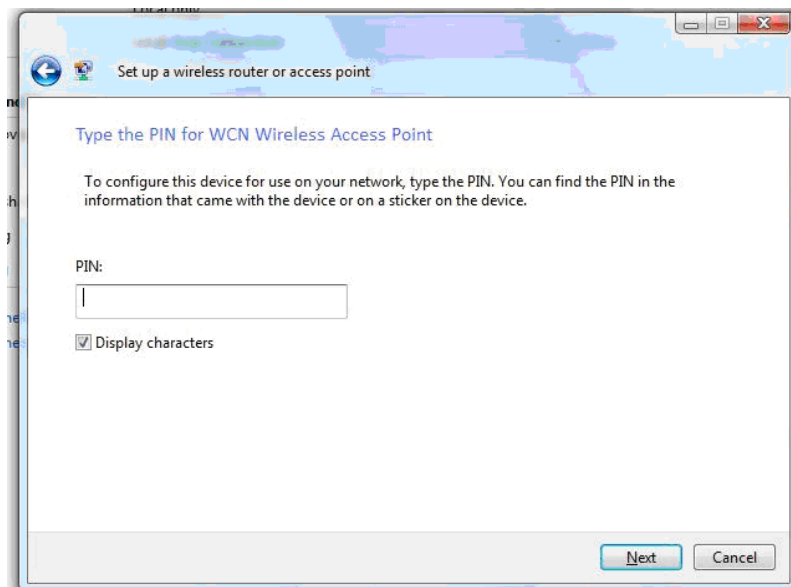 Local only
Set up a wireless router or access point
Type the PIN for WCN Wireless Access Point
To configure this device for use on your network, type the PIN. You can find the PIN in the
information that came with the device or on a sticker on the device.
PIN:
Display characters
Next
Cancel